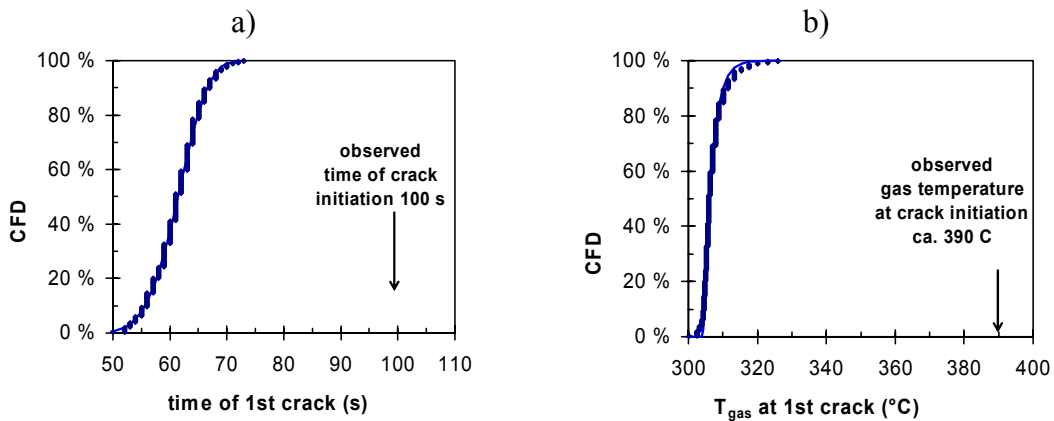 a)
100 %
80 %
60 %
40 %
20 %
0 %
CFD
observed
time of crack
initiation 100 s
50 60 70 80 90 100 110
time of 1st crack (s)
b)
100 %
80 %
60 %
40 %
20 %
0 %
CFD
observed
gas temperature
at crack initiation
ca. 390 C
300 320 340 360 380 400
Tgas at 1st crack (°C)